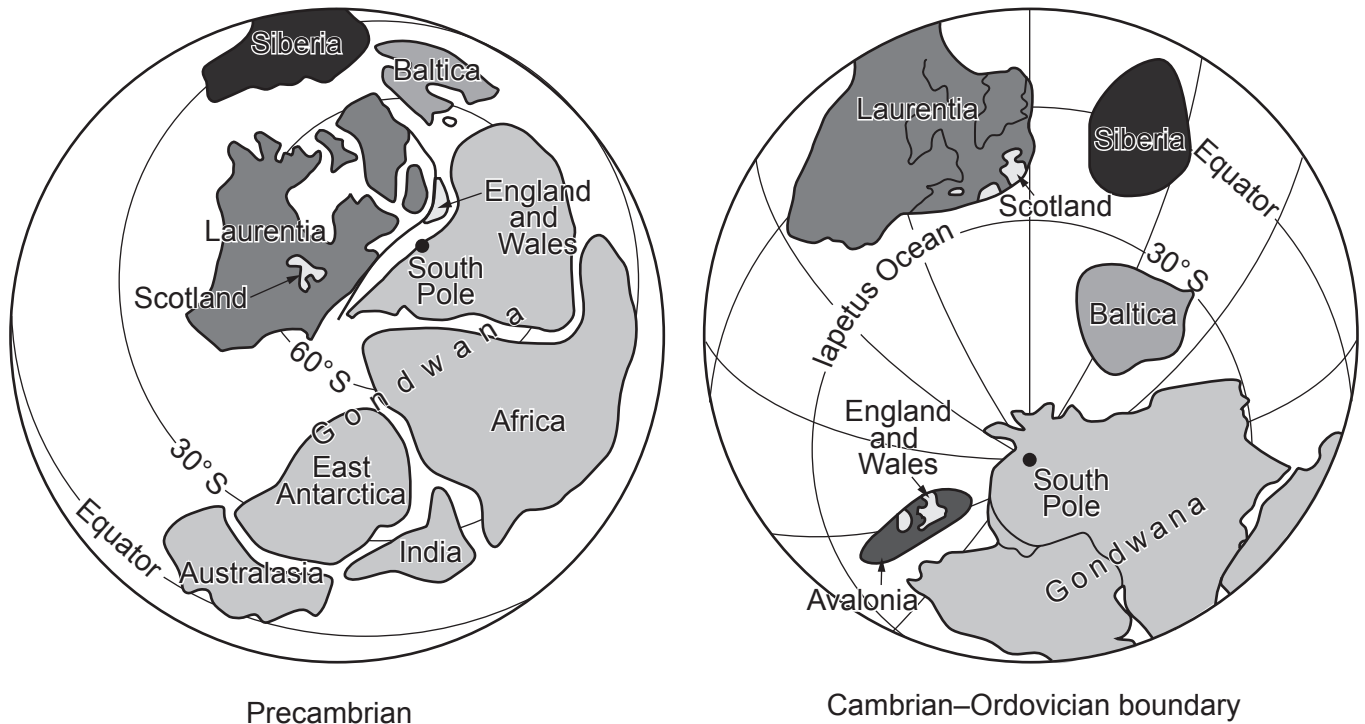 Siberia
Baltica
England
and
Wales
Laurentia
South
Pole
Scotland
60°S
Gondwana
Africa
30°S
East
Antarctica
Equator
India
Australasia
Precambrian
Laurentia
Siberia
Equator
Scotland
Iapetus Ocean
30°S
Baltica
England
and
Wales
South
Pole
Gondwana
Avalonia
Cambrian–Ordovician boundary